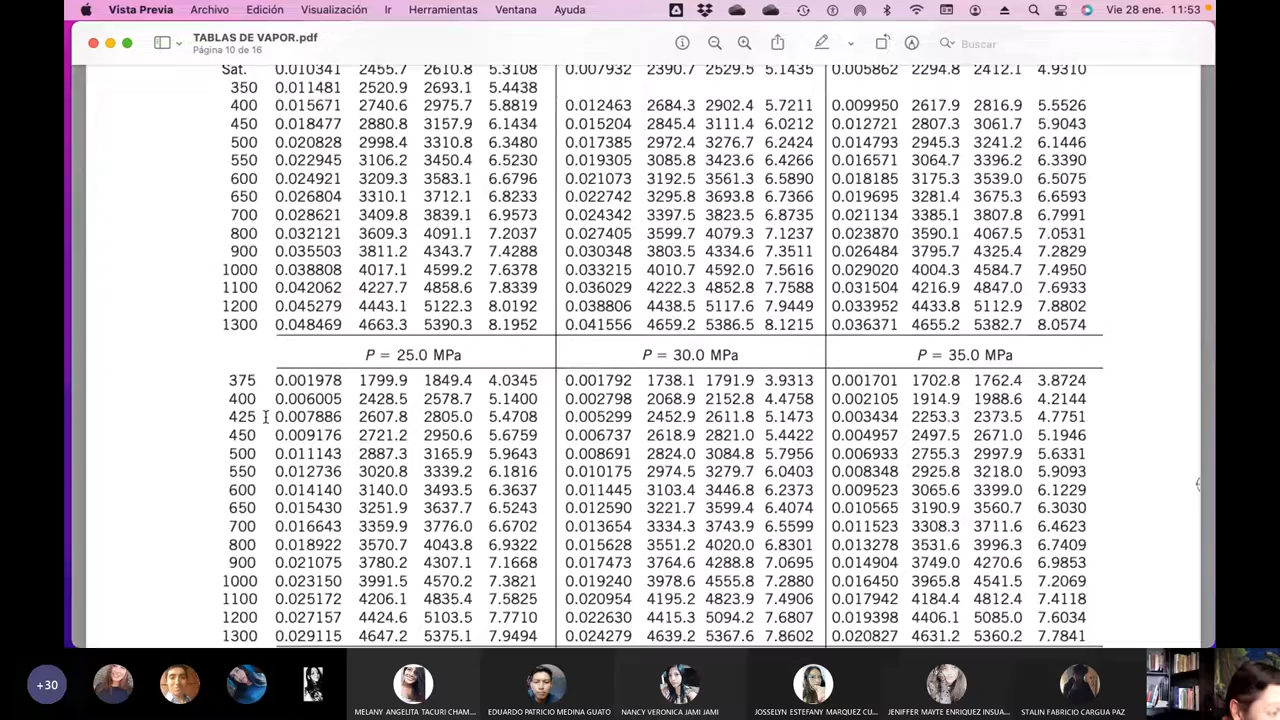 Vista Previa Archivo Edición Visualización Ir Herramientas Ventana Ayuda Vie 28 ene. 11:53
TABLAS DE VAPOR.pdf
Página 10 de 16
Buscar
Sat. 0.010341 2455.7 2610.8 5.3108 0.007932 2390.7 2529.5 5.1435 0.005862 2294.8 2412.1 4.9310
350 0.011481 2520.9 2693.1 5.4438
400 0.015671 2740.6 2975.7 5.8819 0.012463 2684.3 2902.4 5.7211 0.009950 2617.9 2816.9 5.5526
450 0.018477 2880.8 3157.9 6.1434 0.015204 2845.4 3111.4 6.0212 0.012721 2807.3 3061.7 5.9043
500 0.020828 2998.4 3310.8 6.3480 0.017385 2972.4 3276.7 6.2424 0.014793 2945.3 3241.2 6.1446
550 0.022945 3106.2 3450.4 6.5230 0.019305 3085.8 3423.6 6.4266 0.016571 3064.7 3396.2 6.3390
600 0.024921 3209.3 3583.1 6.6796 0.021073 3192.5 3561.3 6.5890 0.018185 3175.3 3539.0 6.5075
650 0.026804 3310.1 3712.1 6.8233 0.022742 3295.8 3693.8 6.7366 0.019695 3281.4 3675.3 6.6593
700 0.028621 3409.8 3839.1 6.9573 0.024342 3397.5 3823.5 6.8735 0.021134 3385.1 3807.8 6.7991
800 0.032121 3609.3 4091.1 7.2037 0.027405 3599.7 4079.3 7.1237 0.023870 3590.1 4067.5 7.0531
900 0.035503 3811.2 4343.7 7.4288 0.030348 3803.5 4334.6 7.3511 0.026484 3795.7 4325.4 7.2829
1000 0.038808 4017.1 4599.2 7.6378 0.033215 4010.7 4592.0 7.5616 0.029020 4004.3 4584.7 7.4950
1100 0.042062 4227.7 4858.6 7.8339 0.036029 4222.3 4852.8 7.7588 0.031504 4216.9 4847.0 7.6933
1200 0.045279 4443.1 5122.3 8.0192 0.038806 4438.5 5117.6 7.9449 0.033952 4433.8 5112.9 7.8802
1300 0.048469 4663.3 5390.3 8.1952 0.041556 4659.2 5386.5 8.1215 0.036371 4655.2 5382.7 8.0574
P = 25.0 MPa P = 30.0 MPa P = 35.0 MPa
375 0.001978 1799.9 1849.4 4.0345 0.001792 1738.1 1791.9 3.9313 0.001701 1702.8 1762.4 3.8724
400 0.006005 2428.5 2578.7 5.1400 0.002798 2068.9 2152.8 4.4758 0.002105 1914.9 1988.6 4.2144
425 0.007886 2607.8 2805.0 5.4708 0.005299 2452.9 2611.8 5.1473 0.003434 2253.3 2373.5 4.7751
450 0.009176 2721.2 2950.6 5.6759 0.006737 2618.9 2821.0 5.4422 0.004957 2497.5 2671.0 5.1946
500 0.011143 2887.3 3165.9 5.9643 0.008691 2824.0 3084.8 5.7956 0.006933 2755.3 2997.9 5.6331
550 0.012736 3020.8 3339.2 6.1816 0.010175 2974.5 3279.7 6.0403 0.008348 2925.8 3218.0 5.9093
600 0.014140 3140.0 3493.5 6.3637 0.011445 3103.4 3446.8 6.2373 0.009523 3065.6 3399.0 6.1229
650 0.015430 3251.9 3637.7 6.5243 0.012590 3221.7 3599.4 6.4074 0.010565 3190.9 3560.7 6.3030
700 0.016643 3359.9 3776.0 6.6702 0.013654 3334.3 3743.9 6.5599 0.011523 3308.3 3711.6 6.4623
800 0.018922 3570.7 4043.8 6.9322 0.015628 3551.2 4020.0 6.8301 0.013278 3531.6 3996.3 6.7409
900 0.021075 3780.2 4307.1 7.1668 0.017473 3764.6 4288.8 7.0695 0.014904 3749.0 4270.6 6.9853
1000 0.023150 3991.5 4570.2 7.3821 0.019240 3978.6 4555.8 7.2880 0.016450 3965.8 4541.5 7.2069
1100 0.025172 4206.1 4835.4 7.5825 0.020954 4195.2 4823.9 7.4906 0.017942 4184.4 4812.4 7.4118
1200 0.027157 4424.6 5103.5 7.7710 0.022630 4415.3 5094.2 7.6807 0.019398 4406.1 5085.0 7.6034
1300 0.029115 4647.2 5375.1 7.9494 0.024279 4639.2 5367.6 7.8602 0.020827 4631.2 5360.2 7.7841
+30
MELANY ANGELITA TACURI CHAM... EDUARDO PATRICIO MEDINA GUATO NANCY VERONICA JAMI JAMI JOSSELYN ESTEFANY MARQUEZ CU... JENIFFER MAYTE ENRIQUEZ INSUA... STALIN FABRICIO CARGUA PAZ